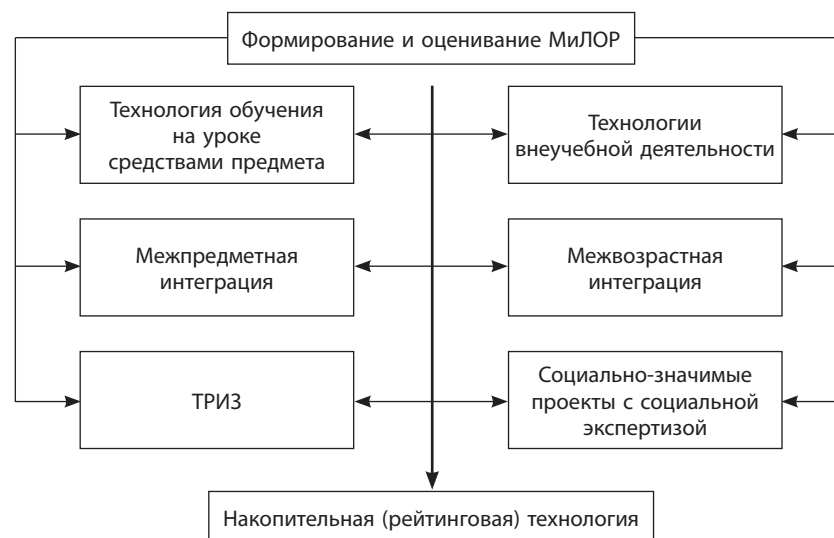 Формирование и оценивание МиЛОР
Технология обучения
на уроке
средствами предмета
Технологии
внеучебной деятельности
Межпредметная
интеграция
Межвозрастная
интеграция
ТРИЗ
Социально-значимые
проекты с социальной
экспертизой
Накопительная (рейтинговая) технология